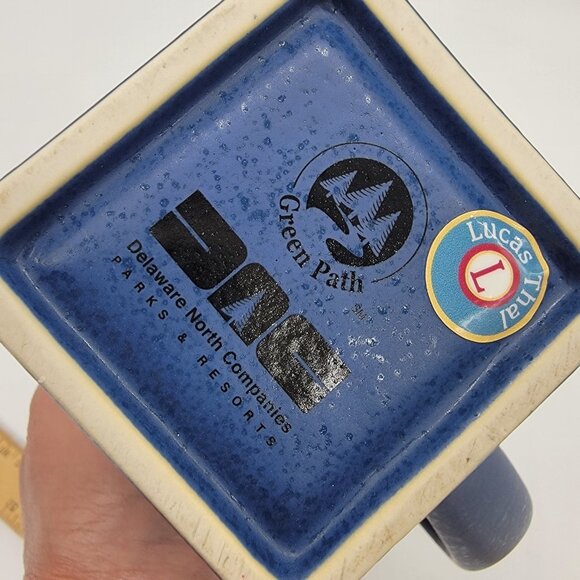 Green Path
DNC
Delaware North Companies
PARKS & RESORTS
Lucas Thai
L